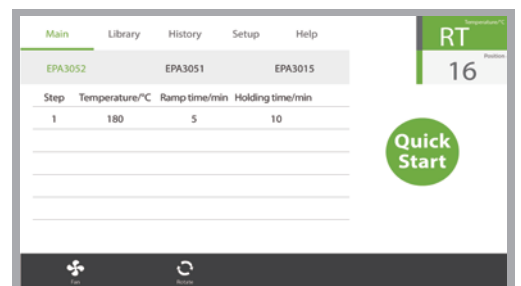 Main Library History Setup Help
Temperature/°C
RT
EPA3052 EPA3051 EPA3015
Position
16
Step Temperature/°C Ramp time/min Holding time/min
1 180 5 10
Quick
Start
Fan Rotate